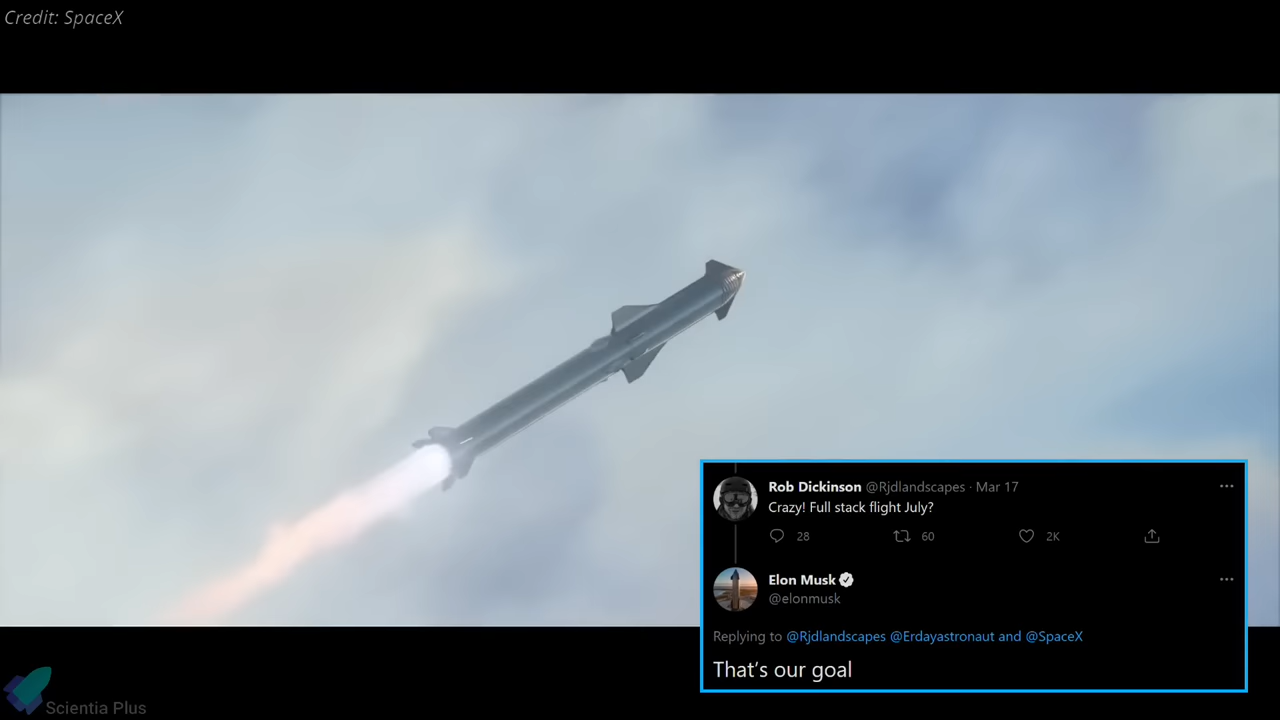 Credit: SpaceX
Rob Dickinson @Rjdlandscapes · Mar 17
Crazy! Full stack flight July?
28 60 2K
Elon Musk
@elonmusk
Replying to @Rjdlandscapes @Erdayastronaut and @SpaceX
That's our goal
Scientia Plus